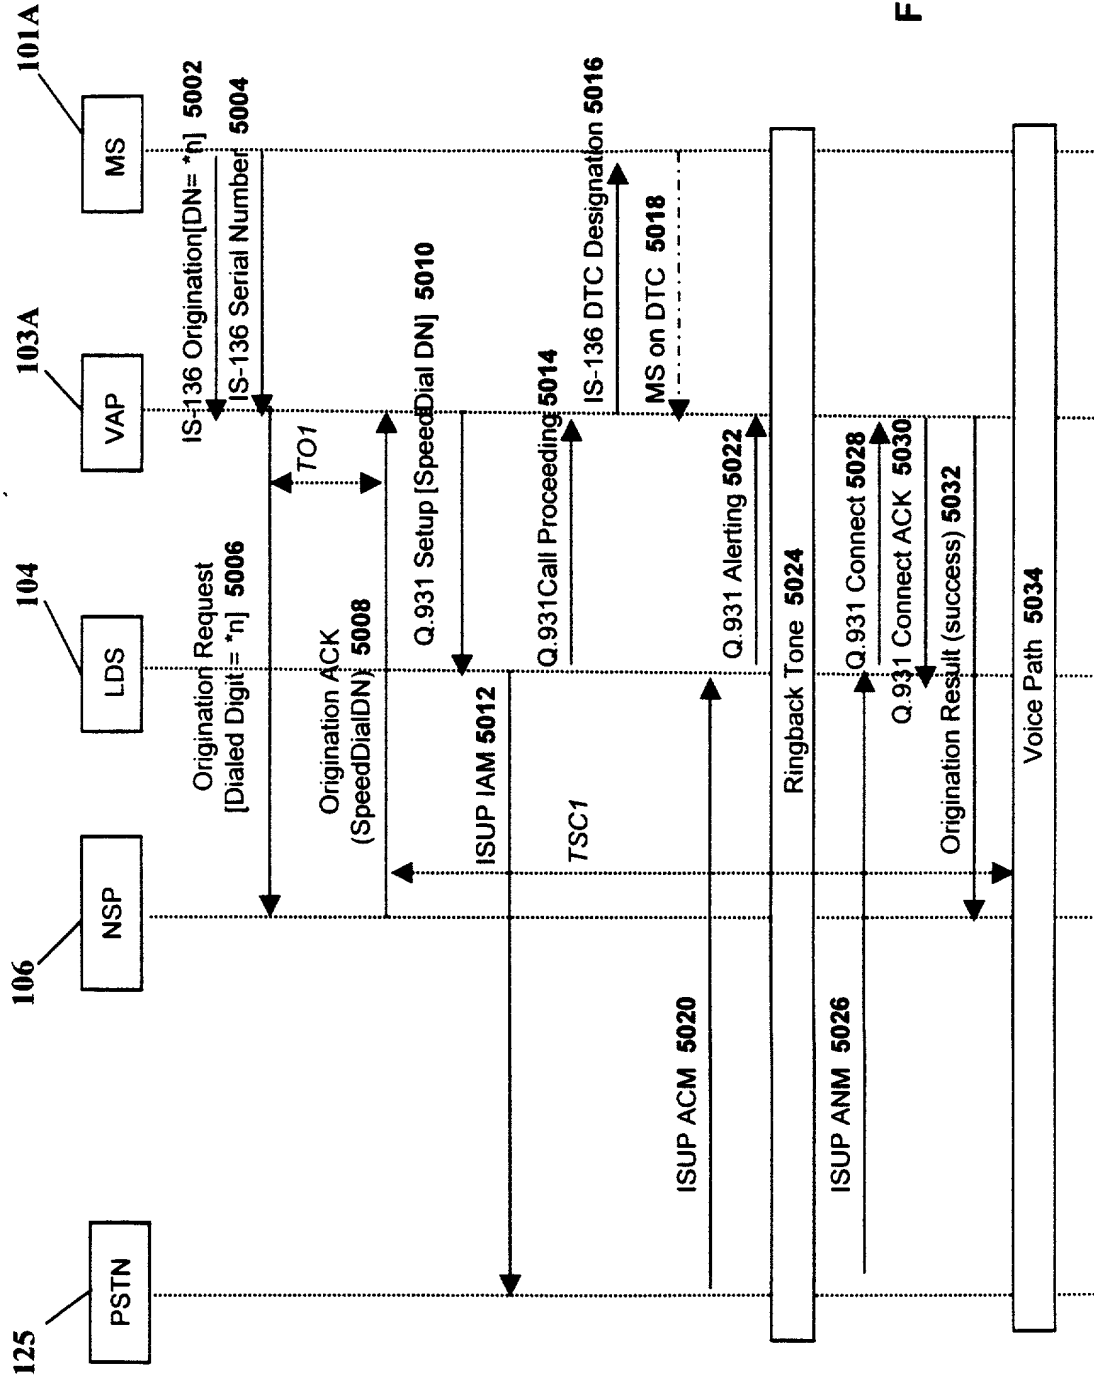 125
106
104
103A
101A
PSTN
NSP
LDS
VAP
MS
IS-136 Origination[DN= *n] 5002
IS-136 Serial Number 5004
Origination Request
[Dialed Digit= *n] 5006
TO1
Origination ACK
(SpeedDialDN) 5008
Q.931 Setup [SpeedDial DN] 5010
ISUP IAM 5012
Q.931Call Proceeding 5014
TSC1
IS-136 DTC Designation 5016
MS on DTC 5018
ISUP ACM 5020
Q.931 Alerting 5022
Ringback Tone 5024
ISUP ANM 5026
Q.931 Connect 5028
Q.931 Connect ACK 5030
Origination Result (success) 5032
Voice Path 5034
F